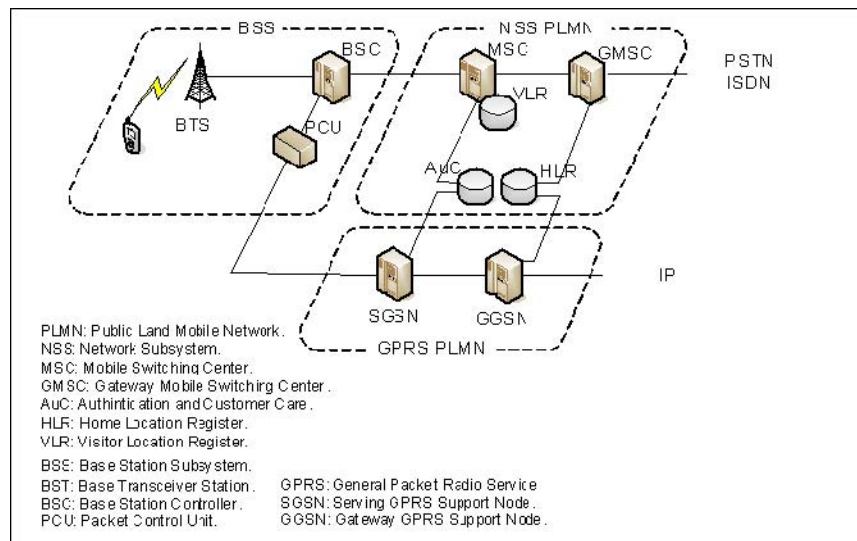 BSS
NSS PLMN
BSC
MSC
GMSC
PSTN
ISDN
VLR
BTS
PCU
AuC
HLR
IP
SGSN
GGSN
GPRS PLMN
PLMN: Public Land Mobile Network.
NSS: Network Subsystem.
MSC: Mobile Switching Center.
GMSC: Gateway Mobile Switching Center.
AuC: Authintication and Customer Care.
HLR: Home Location Register.
VLR: Visitor Location Register.
BSS: Base Station Subsystem.
BST: Base Transceiver Station.
GPRS: General Packet Radio Service
BSC: Base Station Controller.
SGSN: Serving GPRS Support Node.
PCU: Packet Control Unit.
GGSN: Gateway GPRS Support Node.